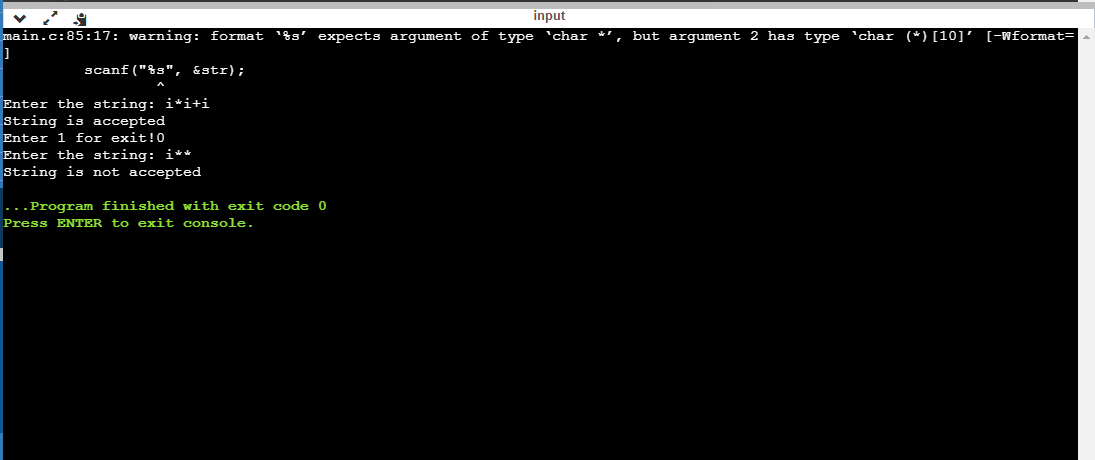 input
main.c:85:17: warning: format ‘%s’ expects argument of type ‘char *’, but argument 2 has type ‘char (*)[10]’ [-Wformat=
]
scanf("%s", &str);
^
Enter the string: i*i+i
String is accepted
Enter 1 for exit!0
Enter the string: i**
String is not accepted
...Program finished with exit code 0
Press ENTER to exit console.